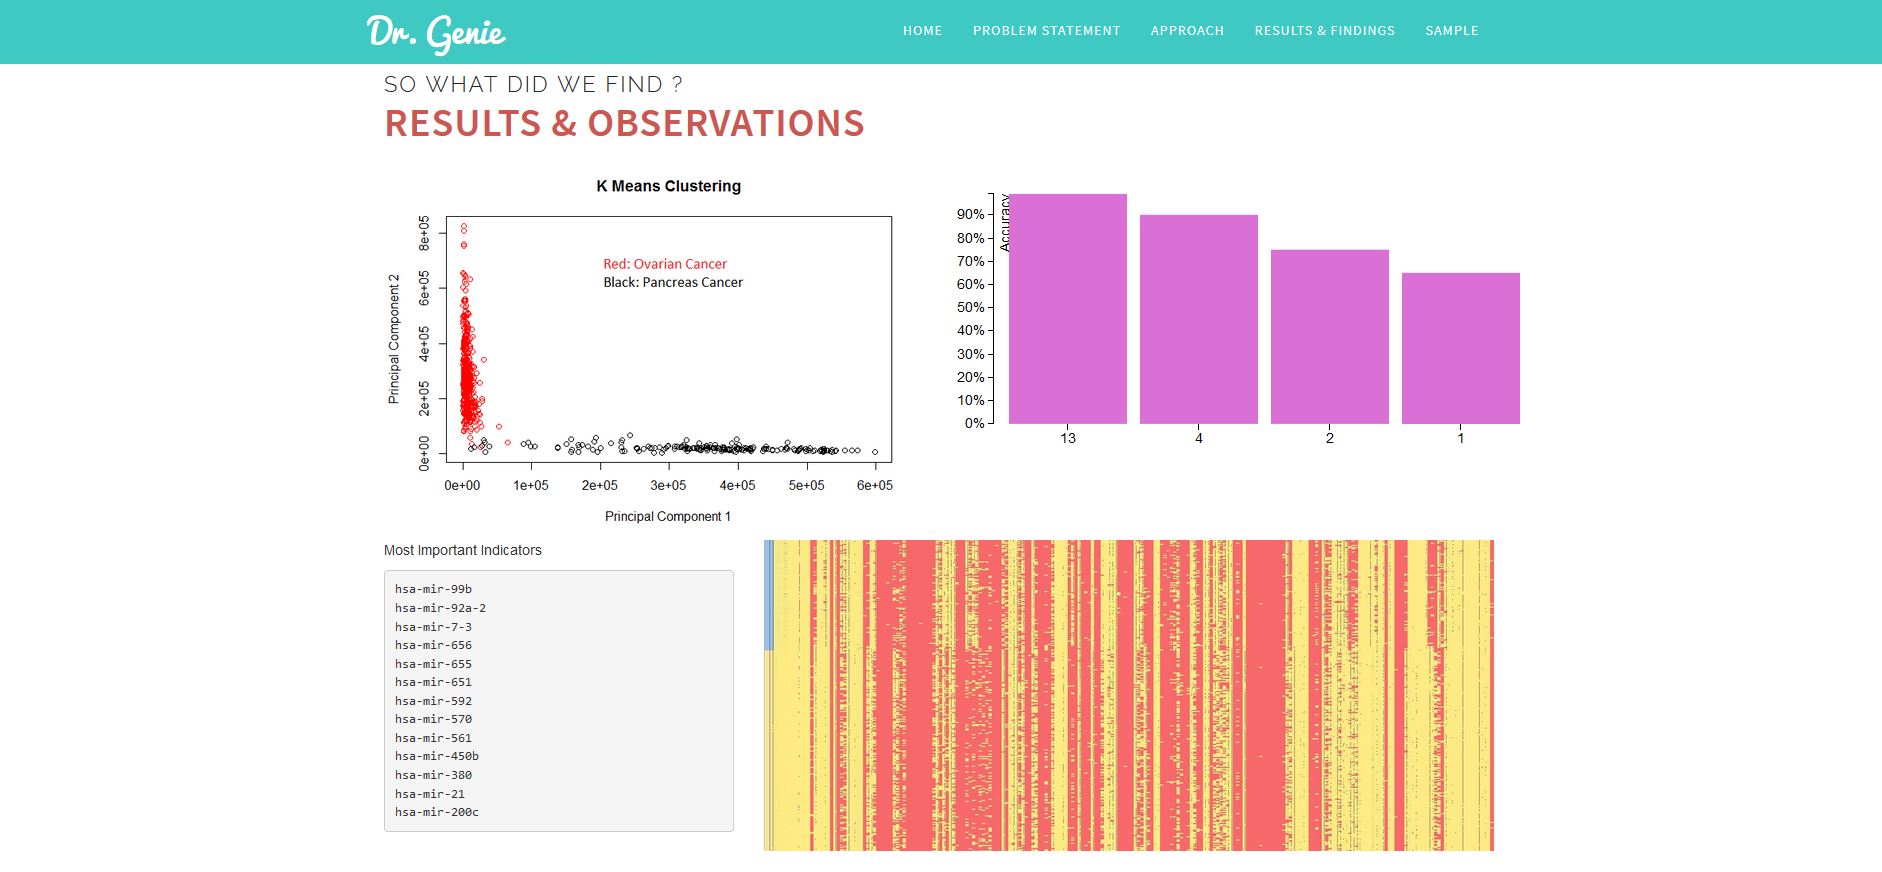 Dr. Genie
HOME PROBLEM STATEMENT APPROACH RESULTS & FINDINGS SAMPLE
SO WHAT DID WE FIND ?
RESULTS & OBSERVATIONS
K Means Clustering
Red: Ovarian Cancer
Black: Pancreas Cancer
Principal Component 2
8e+05
6e+05
4e+05
2e+05
0e+00
0e+00 1e+05 2e+05 3e+05 4e+05 5e+05 6e+05
Principal Component 1
Accuracy
90%
80%
70%
60%
50%
40%
30%
20%
10%
0%
13 4 2 1
Most Important Indicators
hsa-mir-99b
hsa-mir-92a-2
hsa-mir-7-3
hsa-mir-656
hsa-mir-655
hsa-mir-651
hsa-mir-592
hsa-mir-570
hsa-mir-561
hsa-mir-450b
hsa-mir-380
hsa-mir-21
hsa-mir-200c